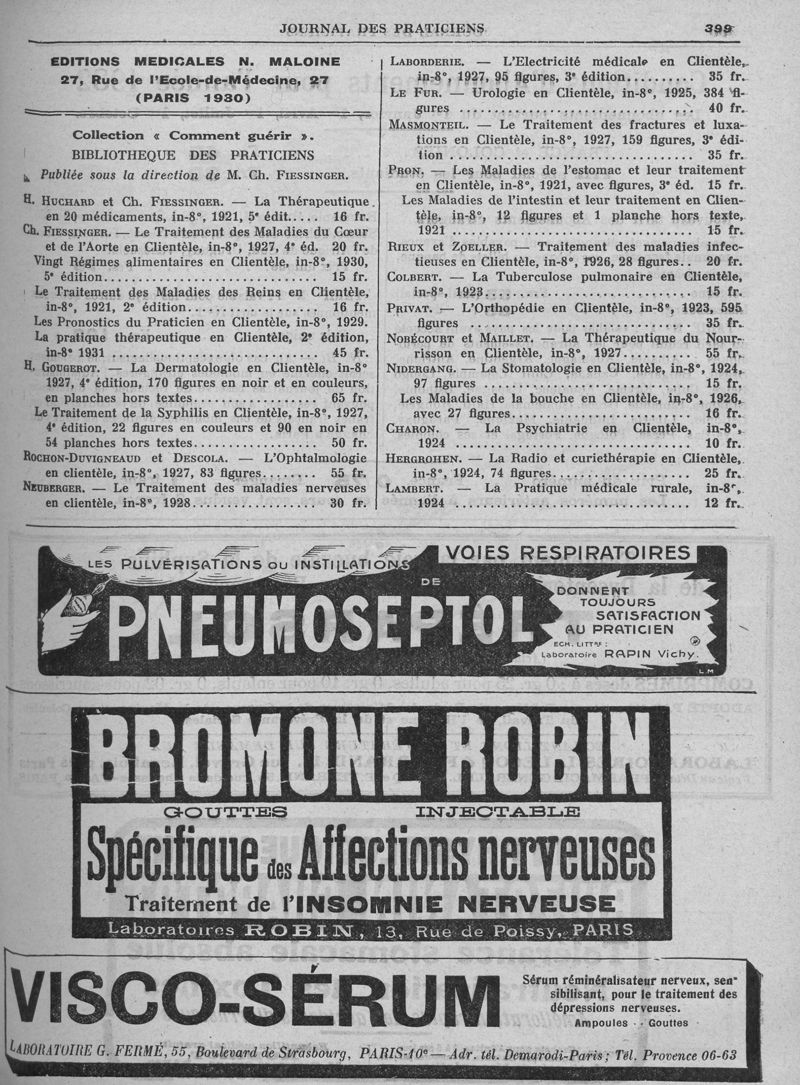 JOURNAL DES PRATICIENS
399
EDITIONS MEDICALES N. MALOINE
27, Rue de l'Ecole-de-Médecine, 27
(PARIS 1930)
Collection « Comment guérir ».
BIBLIOTHEQUE DES PRATICIENS
Publiée sous la direction de M. Ch. FIESSINGER.
H. HUCHARD et Ch. FIESSINGER. — La Thérapeutique
en 20 médicaments, in-8°, 1921, 5e édit..... 16 fr.
Ch. FIESSINGER. — Le Traitement des Maladies du Cœur
et de l'Aorte en Clientèle, in-8°, 1927, 4e éd. 20 fr.
Vingt Régimes alimentaires en Clientèle, in-8°, 1930,
5e édition.............................. 15 fr.
Le Traitement des Maladies des Reins en Clientèle,
in-8°, 1921, 2e édition.................. 16 fr.
Les Pronostics du Praticien en Clientèle, in-8°, 1929.
La pratique thérapeutique en Clientèle, 2e édition,
in-8° 1931 ............................. 45 fr.
H. GOUGEROT. — La Dermatologie en Clientèle, in-8°
1927, 4e édition, 170 figures en noir et en couleurs,
en planches hors textes................. 65 fr.
Le Traitement de la Syphilis en Clientèle, in-8°, 1927,
4e édition, 22 figures en couleurs et 90 en noir en
54 planches hors textes................. 50 fr.
ROCHON-DUVIGNEAUD et DESCOLA. — L'Ophtalmologie
en clientèle, in-8°, 1927, 83 figures........ 55 fr.
NEUBERGER. — Le Traitement des maladies nerveuses
en clientèle, in-8°, 1928.................. 30 fr.
LABORDERIE. — L'Electricité médicale en Clientèle,
in-8°, 1927, 95 figures, 3e édition.......... 35 fr.
LE FUR. — Urologie en Clientèle, in-8°, 1925, 384 fi-
gures .................................. 40 fr.
MASMONTEIL. — Le Traitement des fractures et luxa-
tions en Clientèle, in-8°, 1927, 159 figures, 3e édi-
tion ................................... 35 fr.
PRON. — Les Maladies de l'estomac et leur traitement
en Clientèle, in-8°, 1921, avec figures, 3e éd. 15 fr.
Les Maladies de l'intestin et leur traitement en Clien-
tèle, in-8°, 12 figures et 1 planche hors texte,
1921 ................................... 15 fr.
RIEUX et ZOELLER. — Traitement des maladies infec-
tieuses en Clientèle, in-8°, 1926, 28 figures.. 20 fr.
COLBERT. — La Tuberculose pulmonaire en Clientèle,
in-8°, 1923.............................. 15 fr.
PRIVAT. — L'Orthopédie en Clientèle, in-8°, 1923, 595
figures ................................ 35 fr.
NOBÉCOURT et MAILLET. — La Thérapeutique du Nour-
risson en Clientèle, in-8°, 1927............ 55 fr.
NIDERGANG. — La Stomatologie en Clientèle, in-8°, 1924,
97 figures .............................. 15 fr.
Les Maladies de la bouche en Clientèle, in-8°, 1926,
avec 27 figures.......................... 16 fr.
CHARON. — La Psychiatrie en Clientèle, in-8°,
1924 ................................... 10 fr.
HERGROHEN. — La Radio et curiethérapie en Clientèle,
in-8°, 1924, 74 figures.................... 25 fr.
LAMBERT. — La Pratique médicale rurale, in-8°,
1924 ................................... 12 fr.
LES PULVÉRISATIONS OU INSTILLATIONS
VOIES RESPIRATOIRES
DE
PNEUMOSEPTOL
DONNENT
TOUJOURS
SATISFACTION
AU PRATICIEN
ECH. LITTre :
Laboratoire RAPIN Vichy.
L M
BROMONE ROBIN
GOUTTES INJECTABLE
Spécifique des Affections nerveuses
Traitement de l'INSOMNIE NERVEUSE
Laboratoires ROBIN, 13, Rue de Poissy, PARIS
VISCO-SÉRUM
Sérum réminéralisateur nerveux, sen-
sibilisant, pour le traitement des
dépressions nerveuses.
Ampoules - - Gouttes
LABORATOIRE G. FERMÉ, 55, Boulevard de Strasbourg, PARIS-10e — Adr. tél. Demarodi-Paris; Tél. Provence 06-63